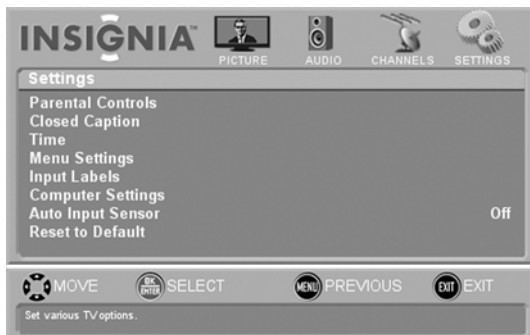 INSIGNIA™
PICTURE AUDIO CHANNELS SETTINGS
Settings
Parental Controls
Closed Caption
Time
Menu Settings
Input Labels
Computer Settings
Auto Input Sensor Off
Reset to Default
OK ENTER MENU EXIT
MOVE SELECT PREVIOUS EXIT
Set various TV options.